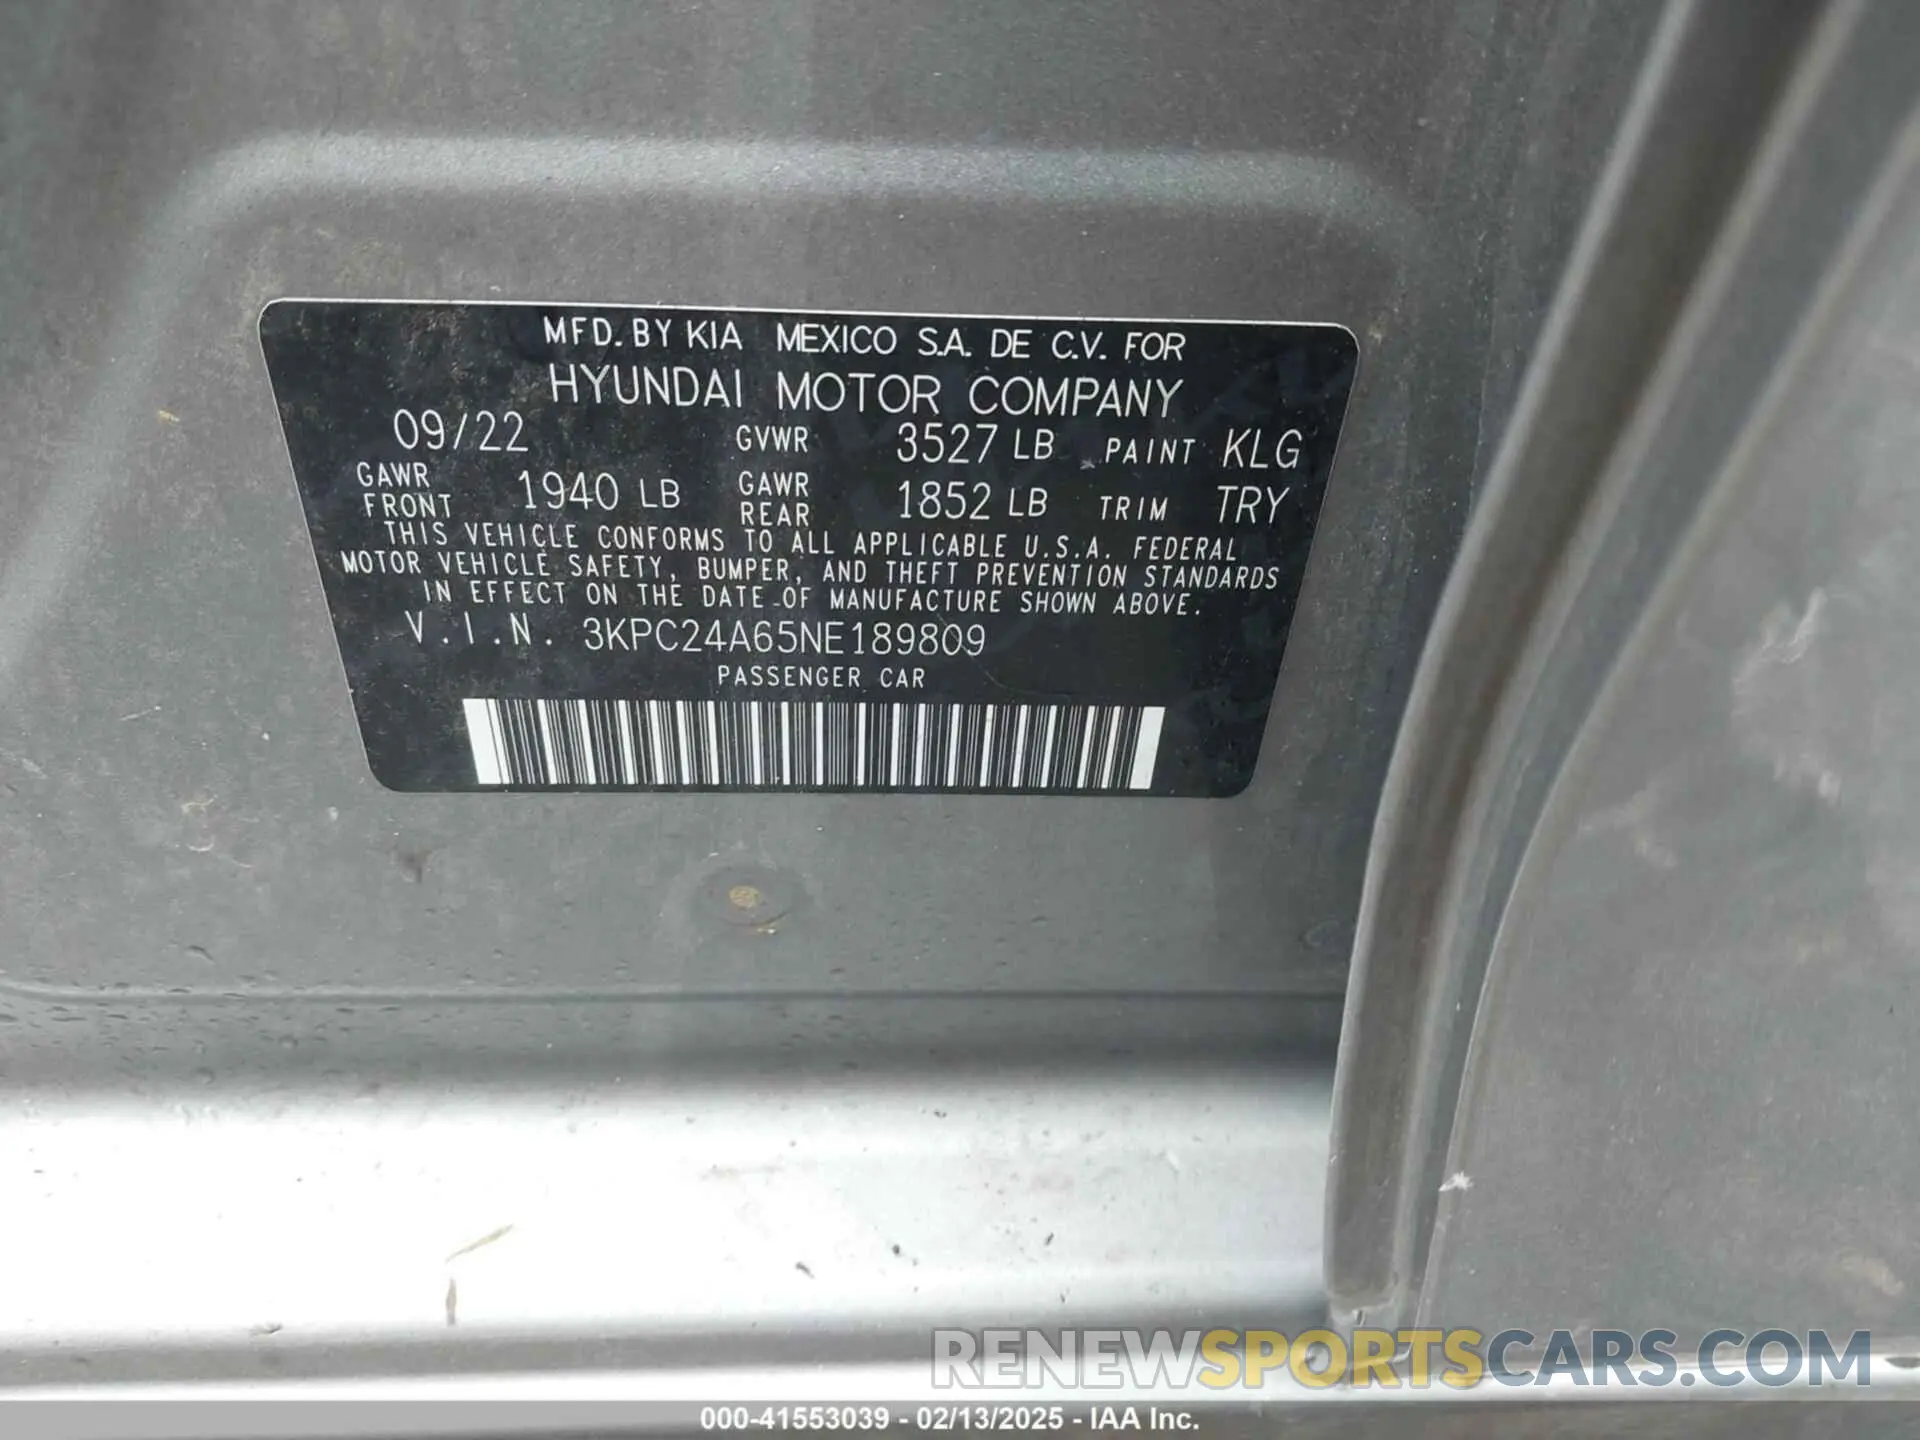 MFD. BY KIA MEXICO S.A. DE C.V. FOR
HYUNDAI MOTOR COMPANY
09/22 GVWR 3527 LB PAINT KLG
GAWR FRONT 1940 LB GAWR REAR 1852 LB TRIM TRY
THIS VEHICLE CONFORMS TO ALL APPLICABLE U.S.A. FEDERAL
MOTOR VEHICLE SAFETY, BUMPER, AND THEFT PREVENTION STANDARDS
IN EFFECT ON THE DATE OF MANUFACTURE SHOWN ABOVE.
V.I.N. 3KPC24A65NE189809
PASSENGER CAR
RENEWSPORTSCARS.COM
000-41553039 - 02/13/2025 - IAA Inc.